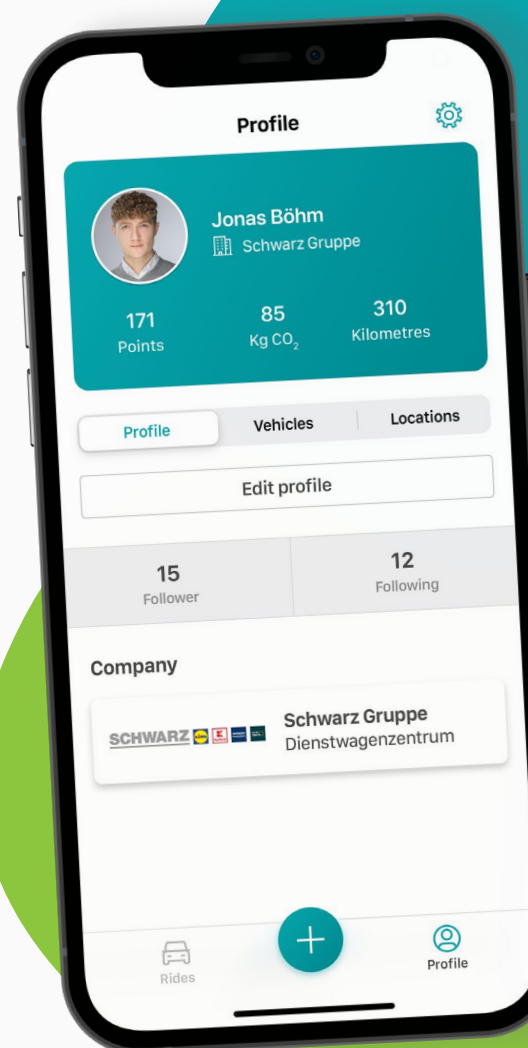 Profile
Jonas Böhm
Schwarz Gruppe
171
Points
85
Kg CO₂
310
Kilometres
Profile
Vehicles
Locations
Edit profile
15
Follower
12
Following
Company
SCHWARZ
Schwarz Gruppe
Dienstwagenzentrum
Rides
Profile